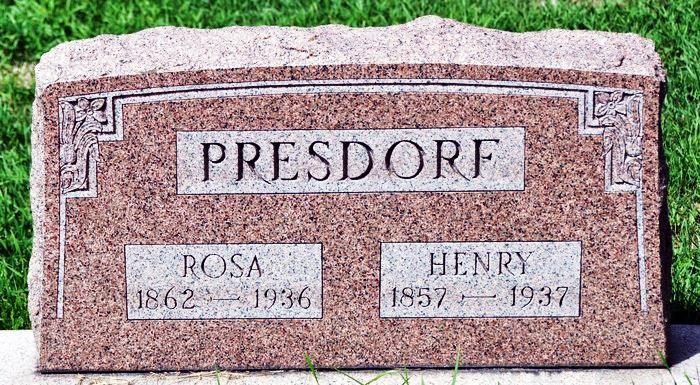 PRESDORF
ROSA
1862 — 1936
HENRY
1857 — 1937